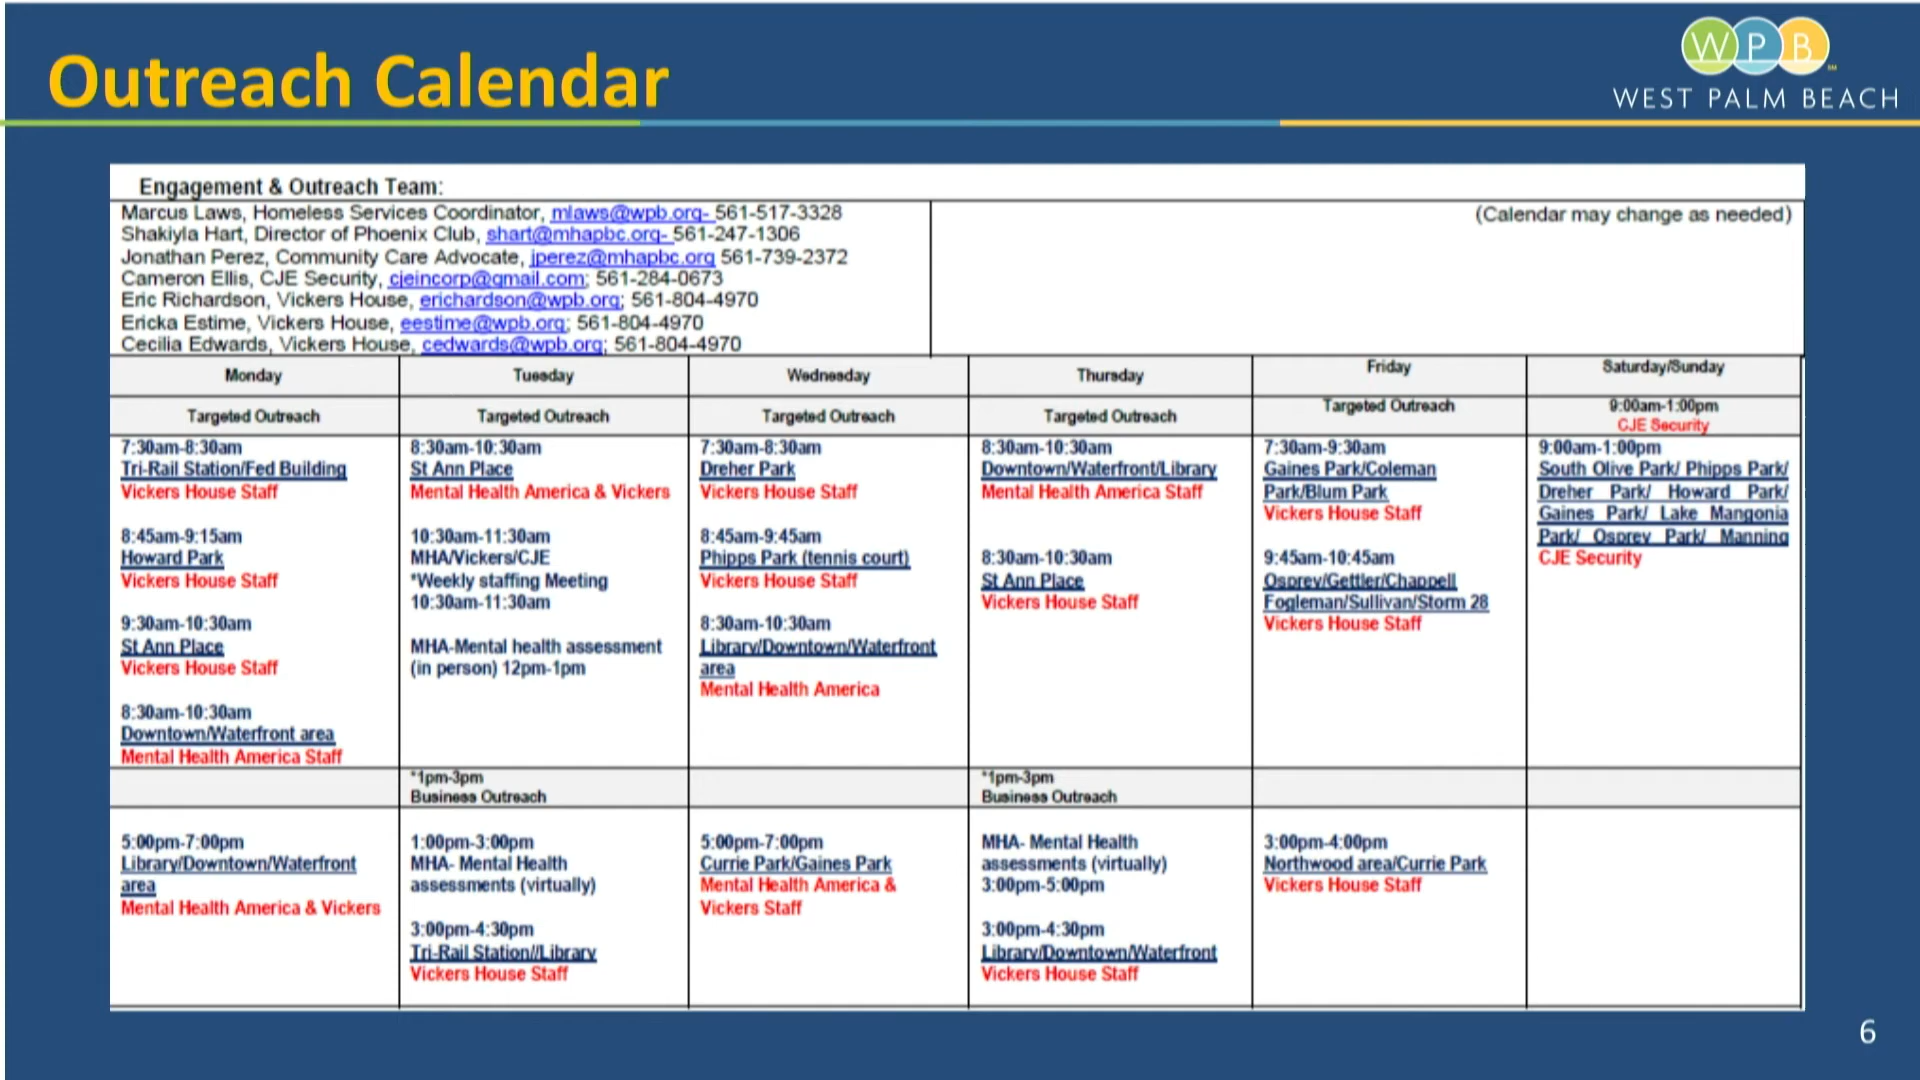 Outreach Calendar
WPB
WEST PALM BEACH
Engagement & Outreach Team:
Marcus Laws, Homeless Services Coordinator, mlaws@wpb.org- 561-517-3328
(Calendar may change as needed)
Shakiyla Hart, Director of Phoenix Club, shart@mhapbc.org- 561-247-1306
Jonathan Perez, Community Care Advocate, jperez@mhapbc.org 561-739-2372
Cameron Ellis, CJE Security, cjeincorp@gmail.com; 561-284-0673
Eric Richardson, Vickers House, erichardson@wpb.org; 561-804-4970
Ericka Estime, Vickers House, eestime@wpb.org; 561-804-4970
Cecilia Edwards, Vickers House, cedwards@wpb.org; 561-804-4970
Monday
Tuesday
Wednesday
Thursday
Friday
Saturday/Sunday
Targeted Outreach
Targeted Outreach
Targeted Outreach
Targeted Outreach
Targeted Outreach
9:00am-1:00pm
CJE Security
7:30am-8:30am
Tri-Rail Station/Fed Building
Vickers House Staff
8:45am-9:15am
Howard Park
Vickers House Staff
9:30am-10:30am
St Ann Place
Vickers House Staff
8:30am-10:30am
Downtown/Waterfront area
Mental Health America Staff
8:30am-10:30am
St Ann Place
Mental Health America & Vickers
10:30am-11:30am
MHA/Vickers/CJE
*Weekly staffing Meeting
10:30am-11:30am
MHA-Mental health assessment
(in person) 12pm-1pm
7:30am-8:30am
Dreher Park
Vickers House Staff
8:45am-9:45am
Phipps Park (tennis court)
Vickers House Staff
8:30am-10:30am
Library/Downtown/Waterfront
area
Mental Health America
8:30am-10:30am
Downtown/Waterfront/Library
Mental Health America Staff
8:30am-10:30am
St Ann Place
Vickers House Staff
7:30am-9:30am
Gaines Park/Coleman
Park/Blum Park
Vickers House Staff
9:45am-10:45am
Osprey/Gettler/Chappell
Fogleman/Sullivan/Storm 28
Vickers House Staff
9:00am-1:00pm
South Olive Park/ Phipps Park/
Dreher Park/ Howard Park/
Gaines Park/ Lake Mangonia
Park/ Osprey Park/ Manning
CJE Security
*1pm-3pm
Business Outreach
*1pm-3pm
Business Outreach
5:00pm-7:00pm
Library/Downtown/Waterfront
area
Mental Health America & Vickers
1:00pm-3:00pm
MHA- Mental Health
assessments (virtually)
3:00pm-4:30pm
Tri-Rail Station//Library
Vickers House Staff
5:00pm-7:00pm
Currie Park/Gaines Park
Mental Health America &
Vickers Staff
MHA- Mental Health
assessments (virtually)
3:00pm-5:00pm
3:00pm-4:30pm
Library/Downtown/Waterfront
Vickers House Staff
3:00pm-4:00pm
Northwood area/Currie Park
Vickers House Staff
6